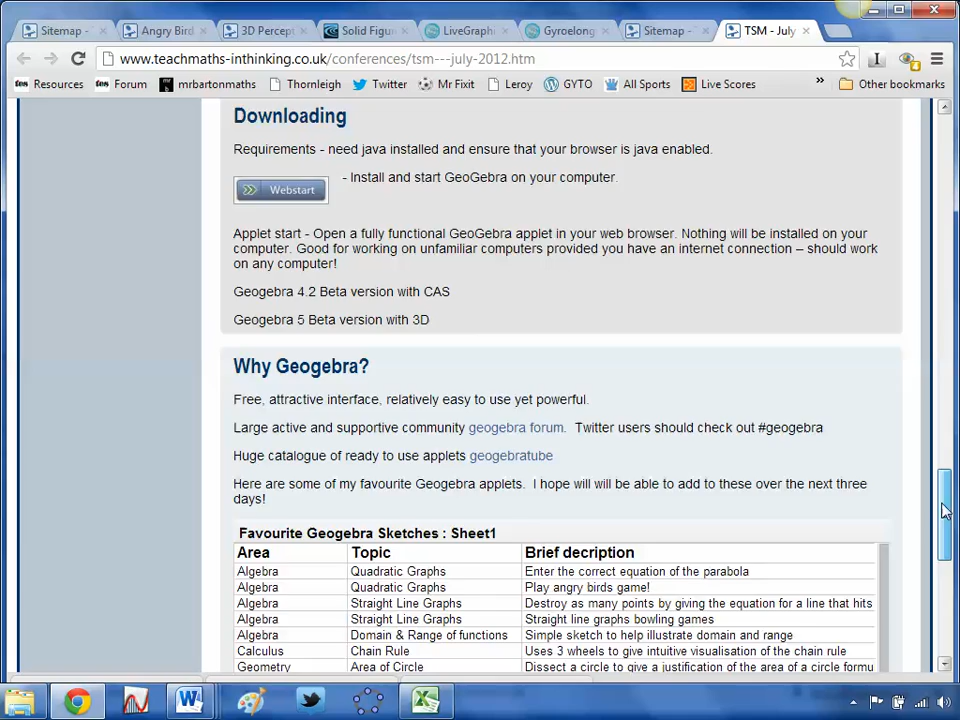 Sitemap -
Angry Bird
3D Percept
Solid Figu
LiveGraphi
Gyroelong
Sitemap -
TSM - July
www.teachmaths-inthinking.co.uk/conferences/tsm---july-2012.htm
Resources
Forum
mrbartonmaths
Thornleigh
Twitter
Mr Fixit
Leroy
GYTO
All Sports
Live Scores
»
Other bookmarks
Downloading
Requirements - need java installed and ensure that your browser is java enabled.
Webstart - Install and start GeoGebra on your computer.
Applet start - Open a fully functional GeoGebra applet in your web browser. Nothing will be installed on your
computer. Good for working on unfamiliar computers provided you have an internet connection – should work
on any computer!
Geogebra 4.2 Beta version with CAS
Geogebra 5 Beta version with 3D
Why Geogebra?
Free, attractive interface, relatively easy to use yet powerful.
Large active and supportive community geogebra forum. Twitter users should check out #geogebra
Huge catalogue of ready to use applets geogebratube
Here are some of my favourite Geogebra applets. I hope will will be able to add to these over the next three
days!
Favourite Geogebra Sketches : Sheet1
Area Topic Brief decription
Algebra Quadratic Graphs Enter the correct equation of the parabola
Algebra Quadratic Graphs Play angry birds game!
Algebra Straight Line Graphs Destroy as many points by giving the equation for a line that hits
Algebra Straight Line Graphs Straight line graphs bowling games
Algebra Domain & Range of functions Simple sketch to help illustrate domain and range
Calculus Chain Rule Uses 3 wheels to give intuitive visualisation of the chain rule
Geometry Area of Circle Dissect a circle to give a justification of the area of a circle formu